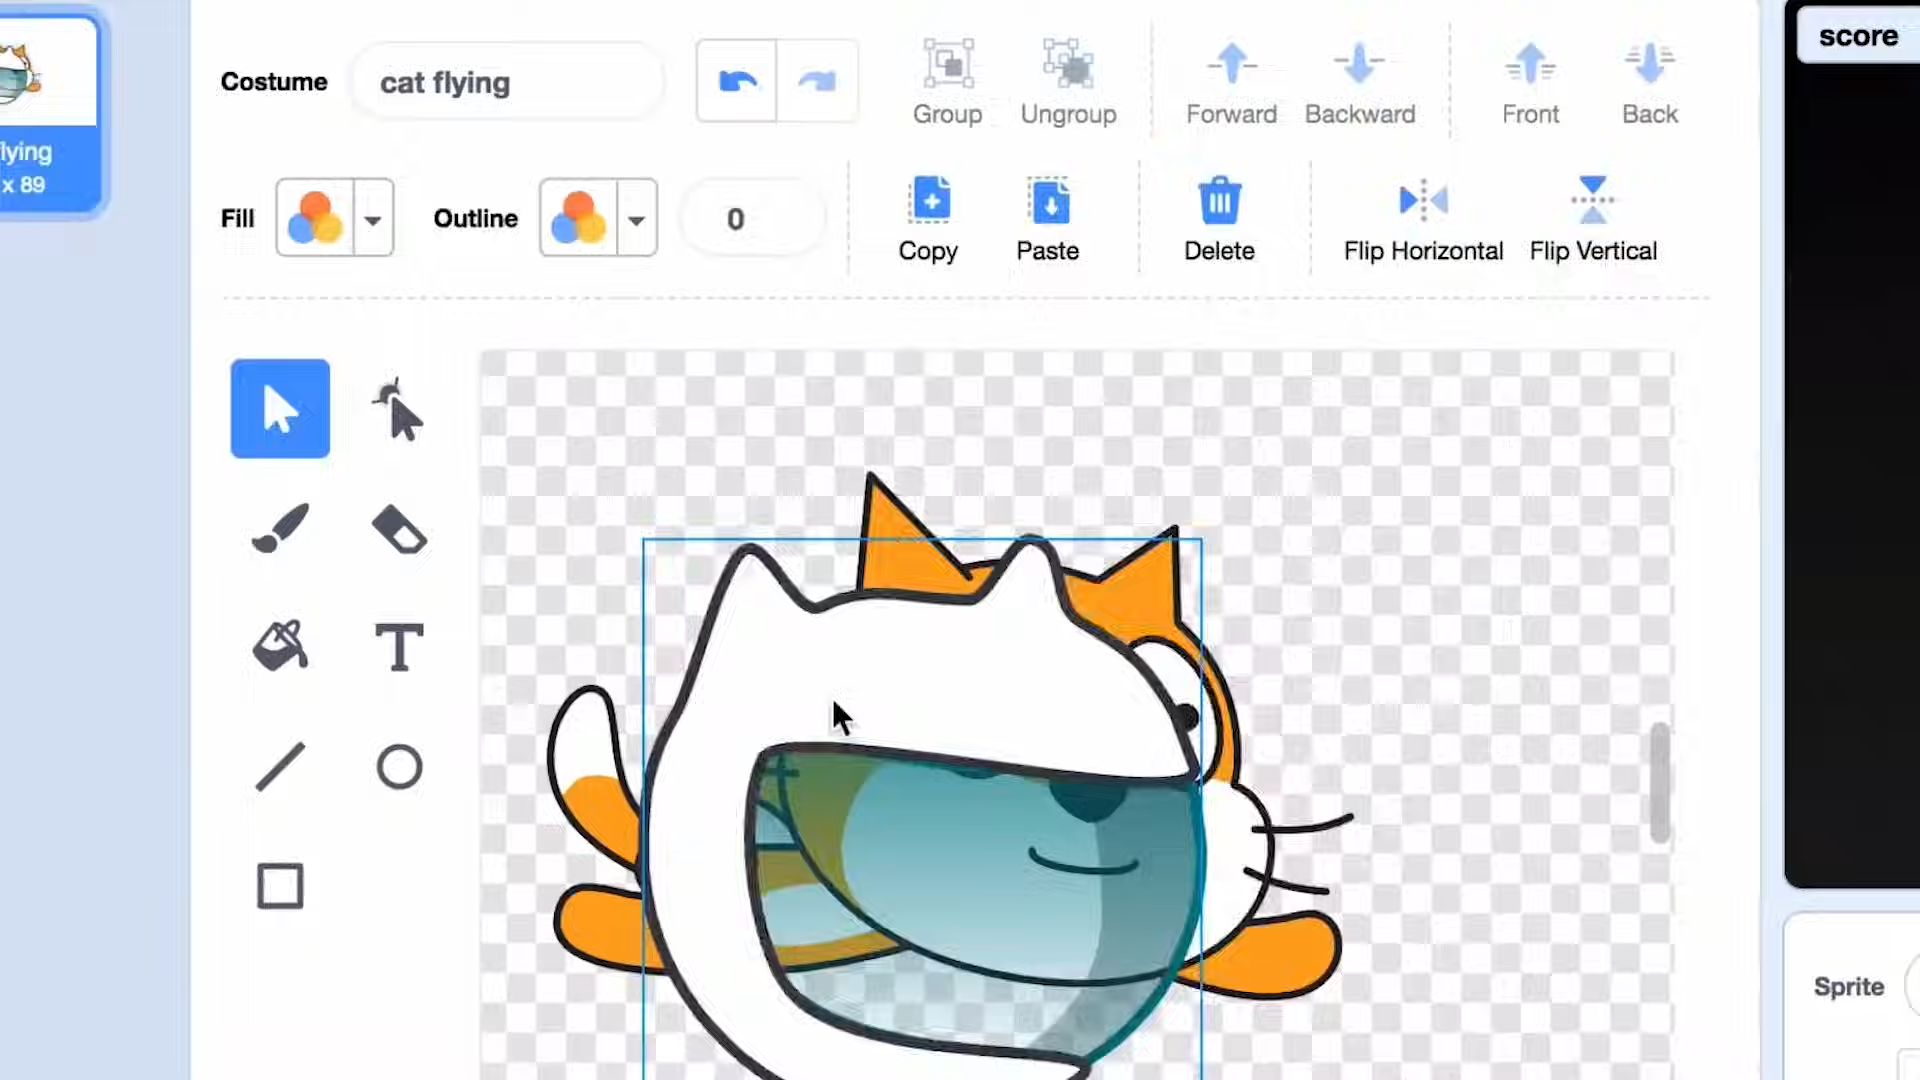 Costume
cat flying
Group
Ungroup
Forward
Backward
Front
Back
score
lying
x 89
Fill
Outline
0
Copy
Paste
Delete
Flip Horizontal
Flip Vertical
T
Sprite